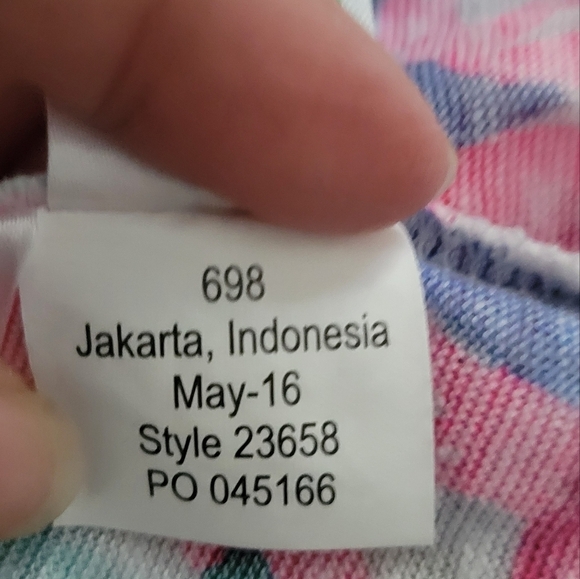 698
Jakarta, Indonesia
May-16
Style 23658
PO 045166